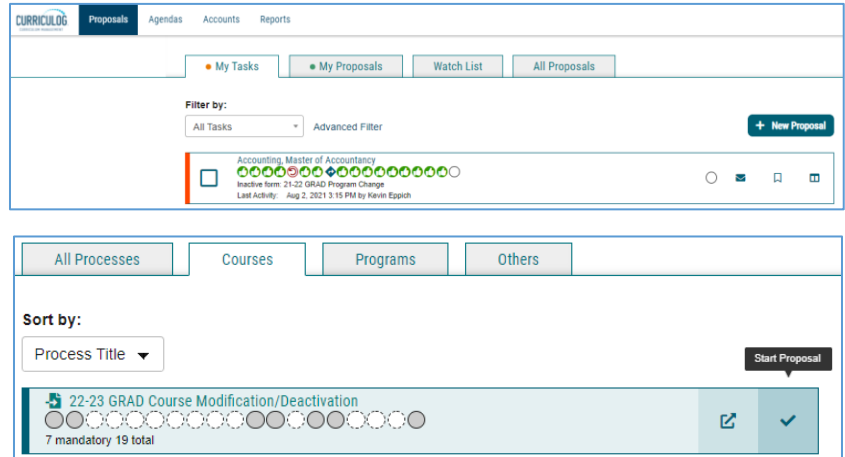 CURRICULOG Proposals Agendas Accounts Reports
CURRICULUM MANAGEMENT
My Tasks My Proposals Watch List All Proposals
Filter by:
All Tasks Advanced Filter + New Proposal
Accounting, Master of Accountancy
Inactive form: 21-22 GRAD Program Change
Last Activity: Aug 2, 2021 3:15 PM by Kevin Eppich
All Processes Courses Programs Others
Sort by:
Process Title
Start Proposal
22-23 GRAD Course Modification/Deactivation
7 mandatory 19 total